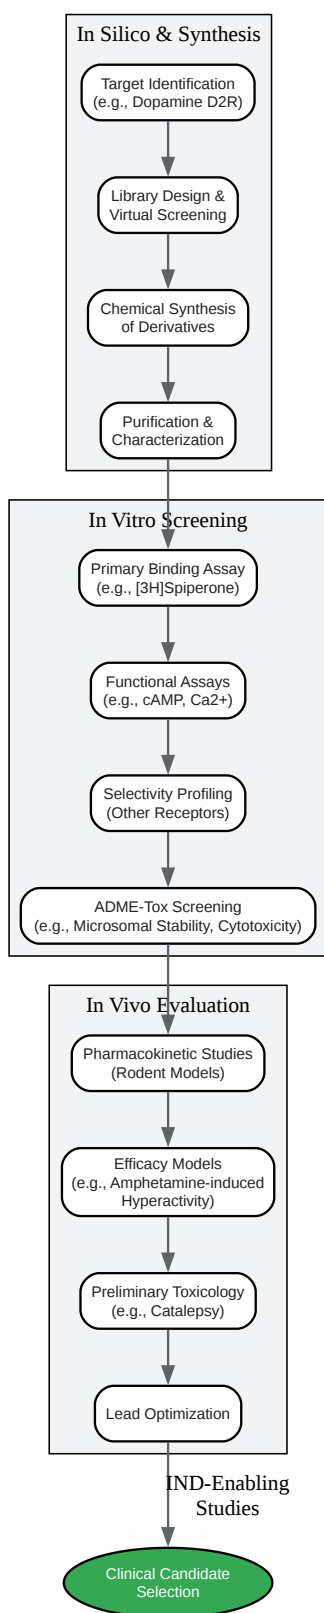 In Silico & Synthesis
Target Identification
(e.g., Dopamine D2R)
Library Design &
Virtual Screening
Chemical Synthesis
of Derivatives
Purification &
Characterization
In Vitro Screening
Primary Binding Assay
(e.g., [3H]Spiperone)
Functional Assays
(e.g., cAMP, Ca2+)
Selectivity Profiling
(Other Receptors)
ADME-Tox Screening
(e.g., Microsomal Stability, Cytotoxicity)
In Vivo Evaluation
Pharmacokinetic Studies
(Rodent Models)
Efficacy Models
(e.g., Amphetamine-induced
Hyperactivity)
Preliminary Toxicology
(e.g., Catalepsy)
Lead Optimization
IND-Enabling
Studies
Clinical Candidate
Selection